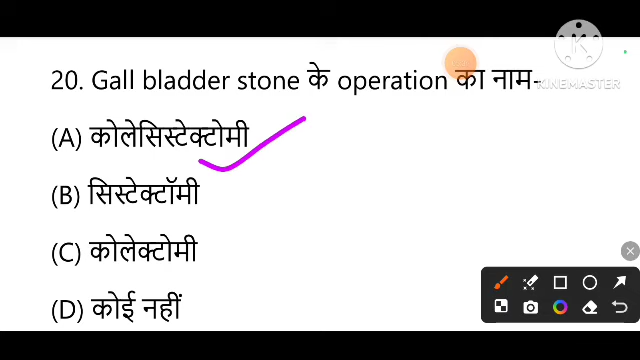 KINEMASTER
20. Gall bladder stone के operation का नाम-
(A) कोलेसिस्टेक्टोमी
(B) सिस्टेक्टॉमी
(C) कोलेक्टोमी
(D) कोई नहीं